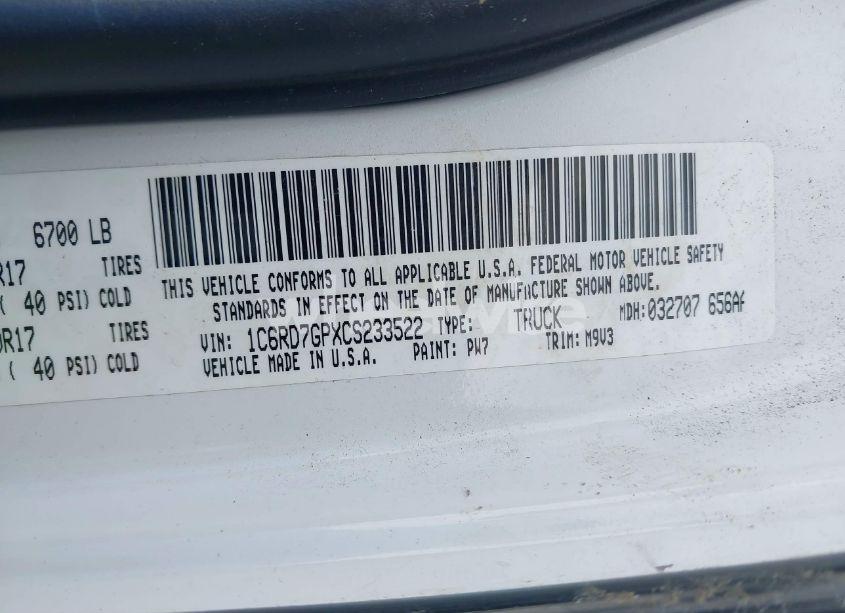 6700 LB
R17 TIRES
( 40 PSI) COLD
0R17 TIRES
( 40 PSI) COLD
THIS VEHICLE CONFORMS TO ALL APPLICABLE U.S.A. FEDERAL MOTOR VEHICLE SAFETY
STANDARDS IN EFFECT ON THE DATE OF MANUFACTURE SHOWN ABOVE.
VIN: 1C6RD7GPXCS233522 TYPE: TRUCK MDH:032707 656AF
VEHICLE MADE IN U.S.A. PAINT: PW7 TRIM: M9V3